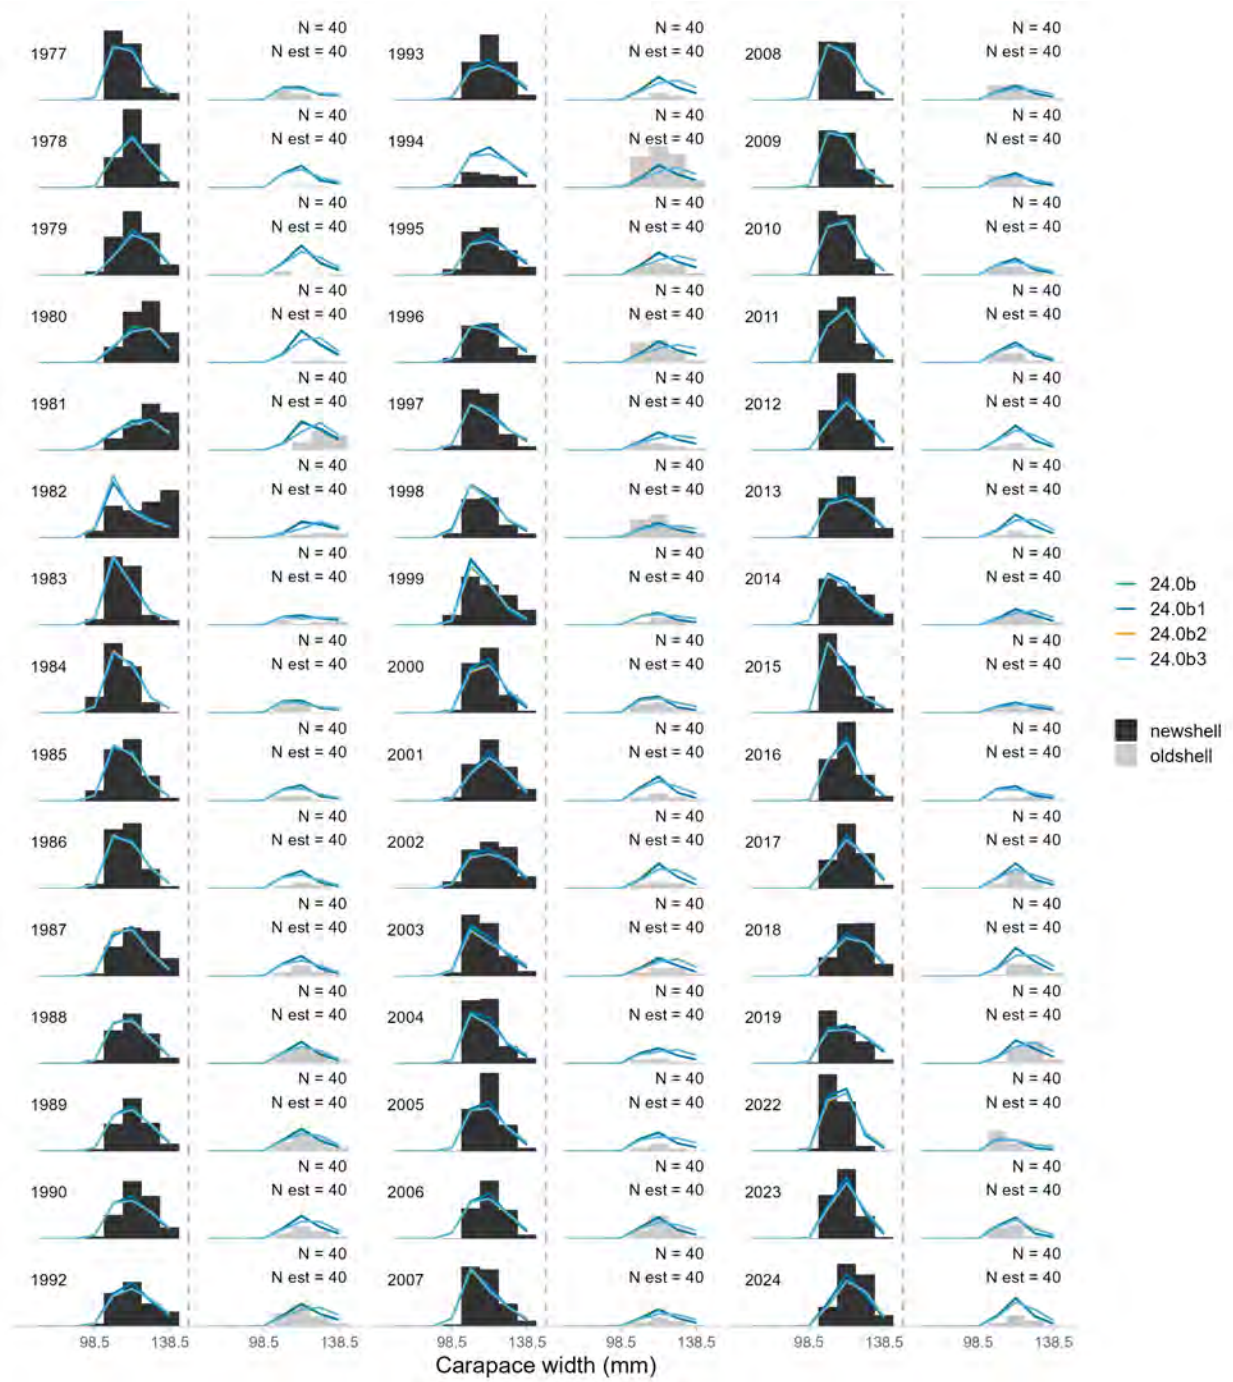 N = 40 N = 40 N = 40
1977 N est = 40 1993 N est = 40 2008 N est = 40
N = 40 N = 40 N = 40
1978 N est = 40 1994 N est = 40 2009 N est = 40
N = 40 N = 40 N = 40
1979 N est = 40 1995 N est = 40 2010 N est = 40
N = 40 N = 40 N = 40
1980 N est = 40 1996 N est = 40 2011 N est = 40
N = 40 N = 40 N = 40
1981 N est = 40 1997 N est = 40 2012 N est = 40
N = 40 N = 40 N = 40
1982 N est = 40 1998 N est = 40 2013 N est = 40
N = 40 N = 40 N = 40
1983 N est = 40 1999 N est = 40 2014 N est = 40
N = 40 N = 40 N = 40
1984 N est = 40 2000 N est = 40 2015 N est = 40
N = 40 N = 40 N = 40
1985 N est = 40 2001 N est = 40 2016 N est = 40
N = 40 N = 40 N = 40
1986 N est = 40 2002 N est = 40 2017 N est = 40
N = 40 N = 40 N = 40
1987 N est = 40 2003 N est = 40 2018 N est = 40
N = 40 N = 40 N = 40
1988 N est = 40 2004 N est = 40 2019 N est = 40
N = 40 N = 40 N = 40
1989 N est = 40 2005 N est = 40 2022 N est = 40
N = 40 N = 40 N = 40
1990 N est = 40 2006 N est = 40 2023 N est = 40
N = 40 N = 40 N = 40
1992 N est = 40 2007 N est = 40 2024 N est = 40
98.5 138.5 98.5 138.5 98.5 138.5 98.5 138.5 98.5 138.5 98.5 138.5
Carapace width (mm)
24.0b
24.0b1
24.0b2
24.0b3
newshell
oldshell